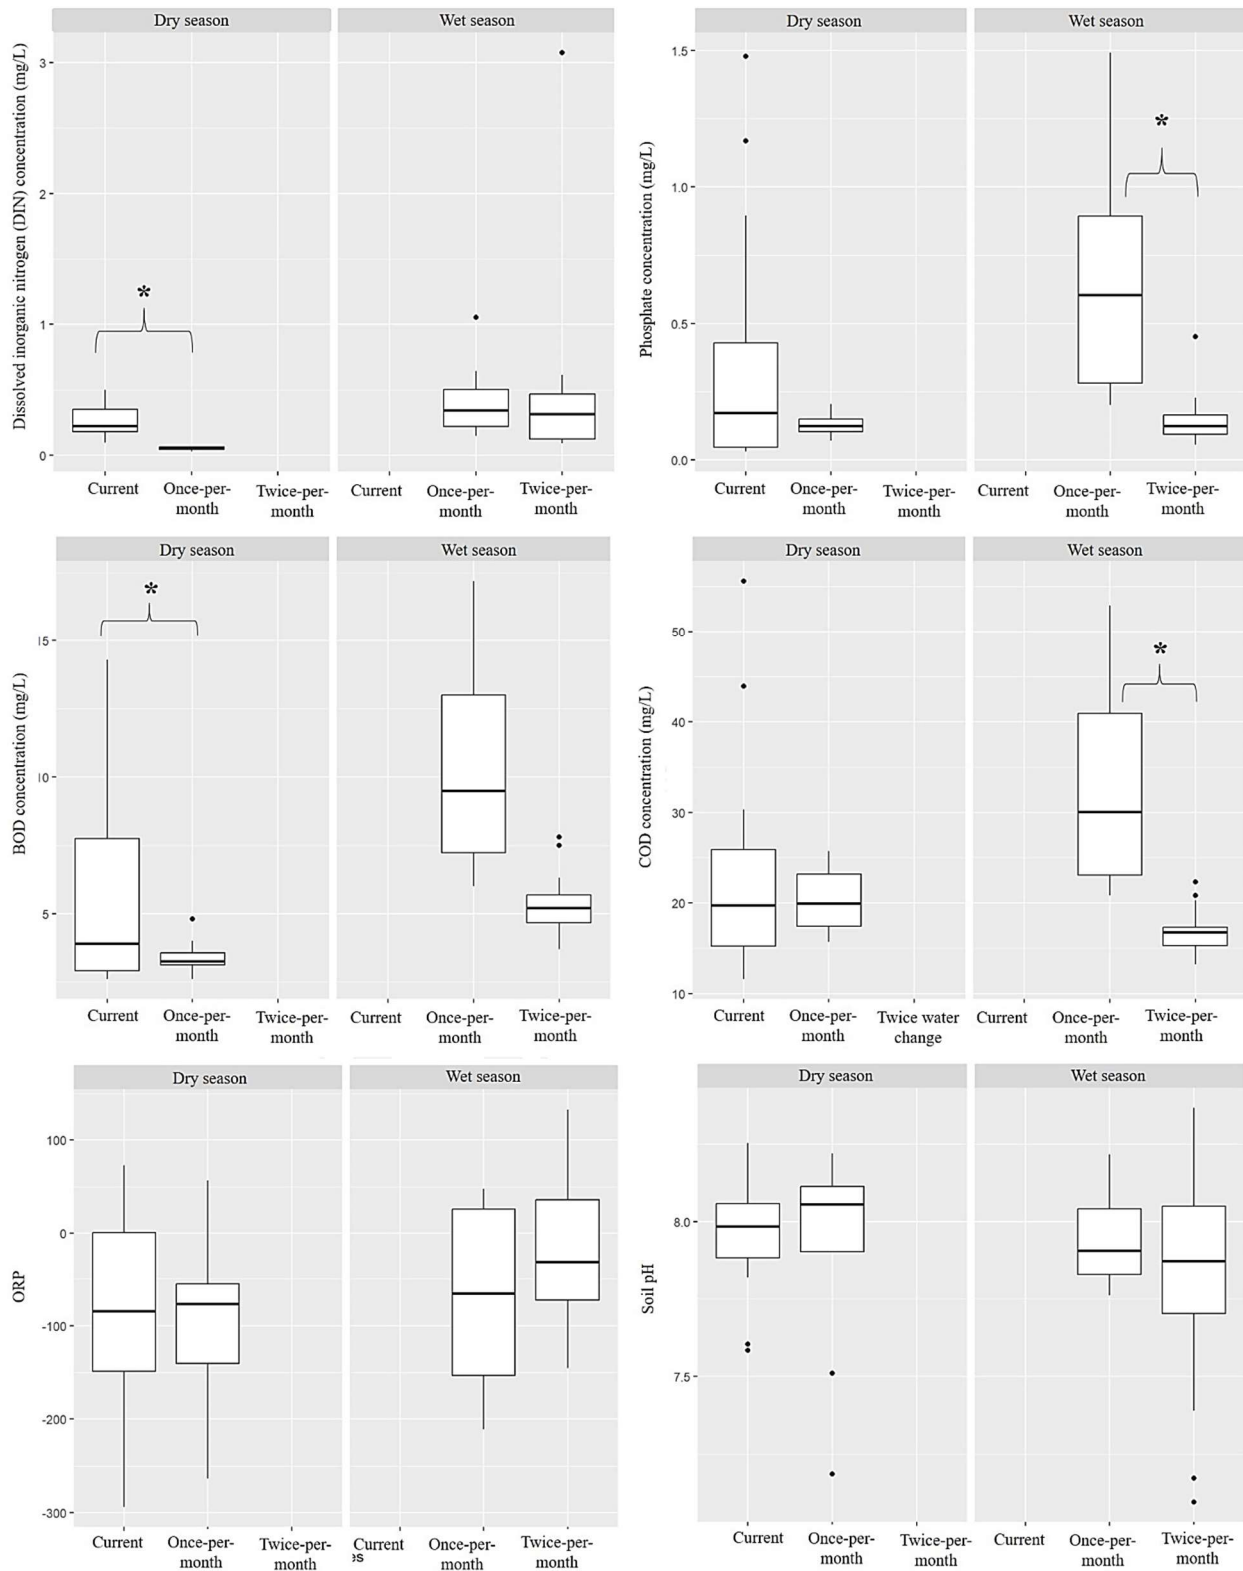 Dry season
Wet season
Dissolved inorganic nitrogen (DIN) concentration (mg/L)
3
2
1
0
*
Current
Once-per-
month
Twice-per-
month
Current
Once-per-
month
Twice-per-
month
Dry season
Wet season
Phosphate concentration (mg/L)
1.5
1.0
0.5
0.0
*
Current
Once-per-
month
Twice-per-
month
Current
Once-per-
month
Twice-per-
month
Dry season
Wet season
BOD concentration (mg/L)
15
10
5
*
Current
Once-per-
month
Twice-per-
month
Current
Once-per-
month
Twice-per-
month
Dry season
Wet season
COD concentration (mg/L)
50
40
30
20
10
*
Current
Once-per-
month
Twice water
change
Current
Once-per-
month
Twice-per-
month
Dry season
Wet season
ORP
100
0
-100
-200
-300
Current
Once-per-
month
Twice-per-
month
Current
es
Once-per-
month
Twice-per-
month
Dry season
Wet season
Soil pH
8.0
7.5
Current
Once-per-
month
Twice-per-
month
Current
Once-per-
month
Twice-per-
month